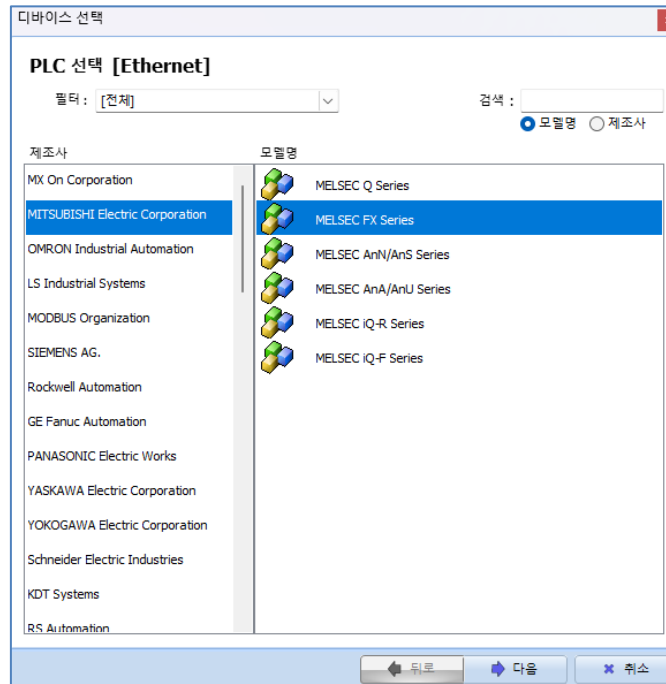 디바이스 선택
PLC 선택 [Ethernet]
필터 : [전체] 검색 :
모델명 제조사
제조사 모델명
MX On Corporation
MITSUBISHI Electric Corporation
OMRON Industrial Automation
LS Industrial Systems
MODBUS Organization
SIEMENS AG.
Rockwell Automation
GE Fanuc Automation
PANASONIC Electric Works
YASKAWA Electric Corporation
YOKOGAWA Electric Corporation
Schneider Electric Industries
KDT Systems
RS Automation
MELSEC Q Series
MELSEC FX Series
MELSEC AnN/AnS Series
MELSEC AnA/AnU Series
MELSEC iQ-R Series
MELSEC iQ-F Series
뒤로 다음 취소